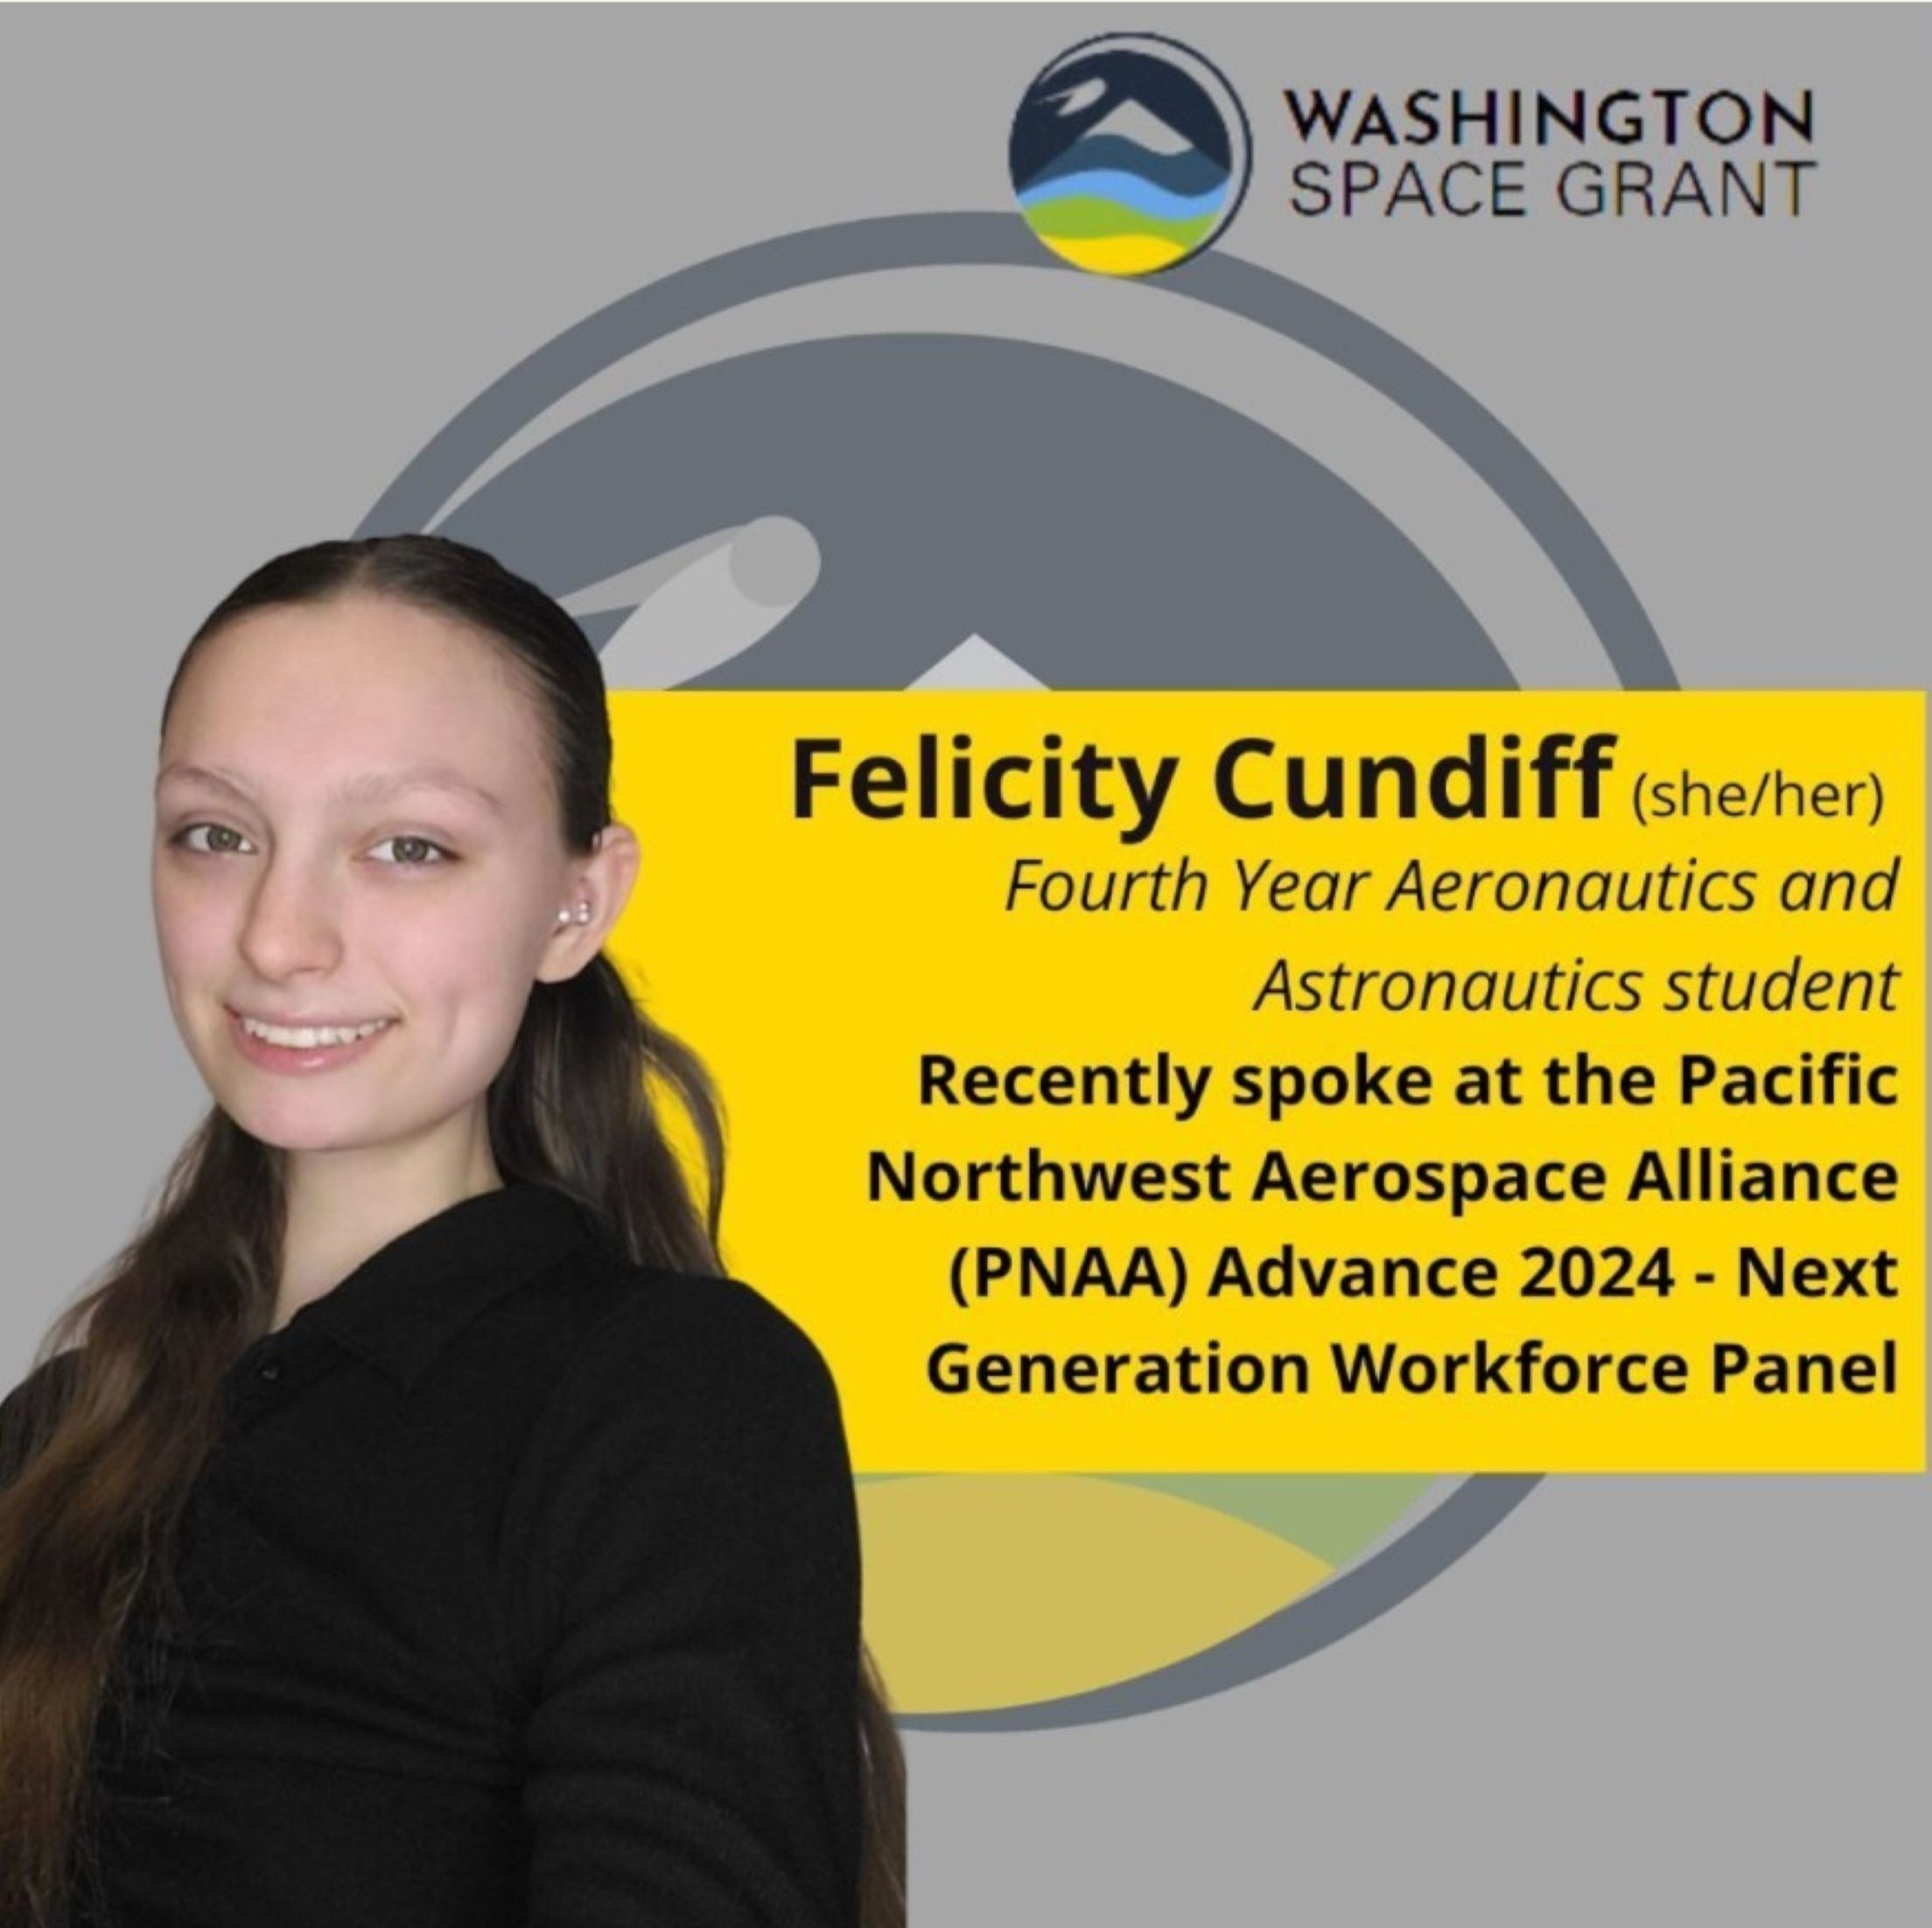 WASHINGTON
SPACE GRANT
Felicity Cundiff (she/her)
Fourth Year Aeronautics and
Astronautics student
Recently spoke at the Pacific
Northwest Aerospace Alliance
(PNAA) Advance 2024 - Next
Generation Workforce Panel